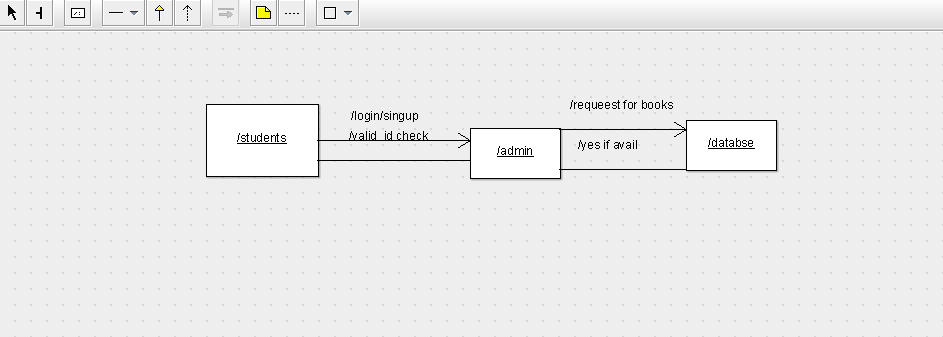 /requeest for books
/login/singup
/students
/valid_id check
/admin
/yes if avail
/databse